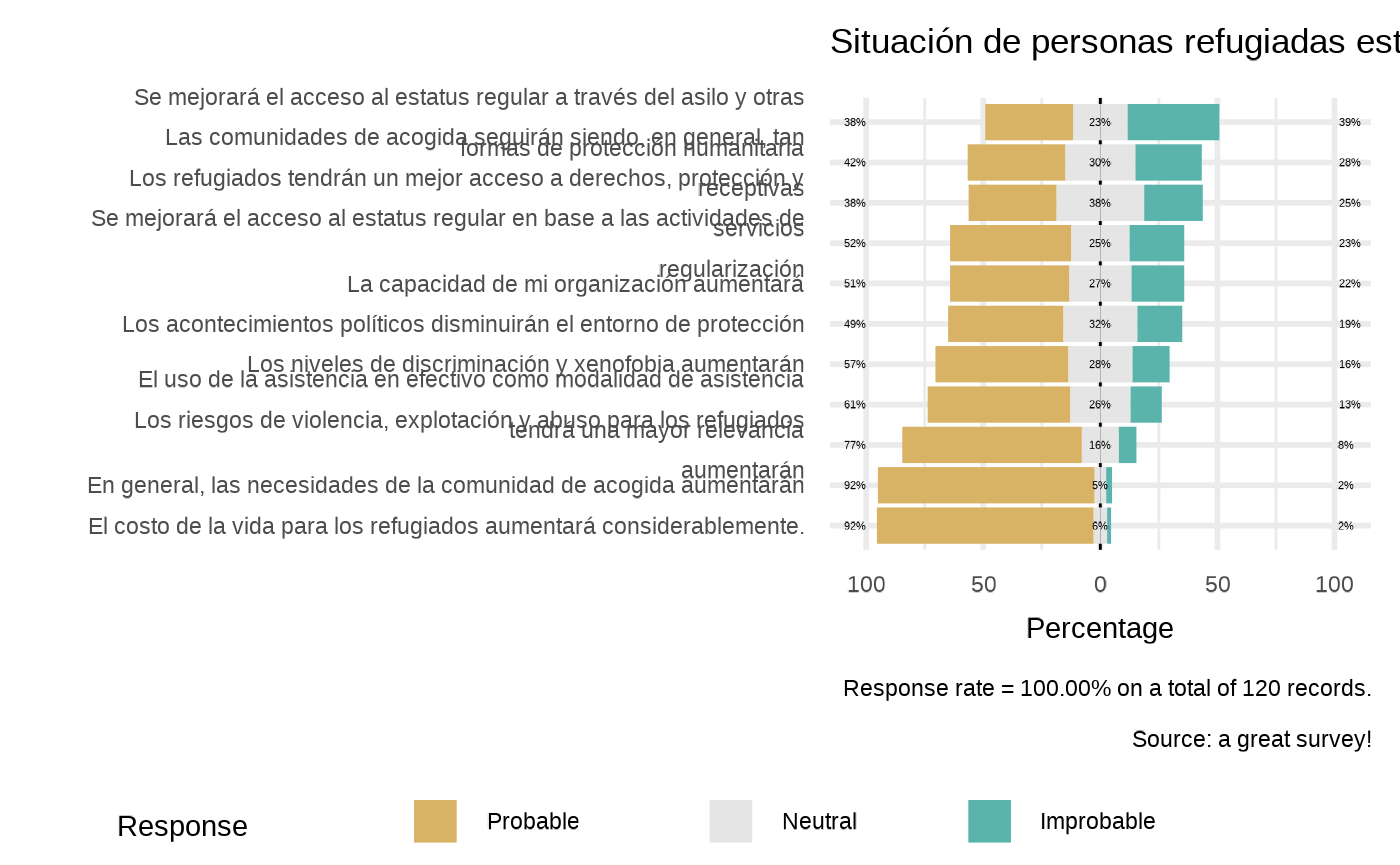 Situación de personas refugiadas est
Se mejorará el acceso al estatus regular a través del asilo y otras
formas de protección humanitaria
38% 23% 39%
Las comunidades de acogida seguirán siendo, en general, tan
receptivas
42% 30% 28%
Los refugiados tendrán un mejor acceso a derechos, protección y
servicios
38% 38% 25%
Se mejorará el acceso al estatus regular en base a las actividades de
regularización
52% 25% 23%
La capacidad de mi organización aumentará
51% 27% 22%
Los acontecimientos políticos disminuirán el entorno de protección
49% 32% 19%
Los niveles de discriminación y xenofobia aumentarán
57% 28% 16%
El uso de la asistencia en efectivo como modalidad de asistencia
tendrá una mayor relevancia
61% 26% 13%
Los riesgos de violencia, explotación y abuso para los refugiados
aumentarán
77% 16% 8%
En general, las necesidades de la comunidad de acogida aumentarán
92% 5% 2%
El costo de la vida para los refugiados aumentará considerablemente.
92% 6% 2%
100 50 0 50 100
Percentage
Response rate = 100.00% on a total of 120 records.
Source: a great survey!
Response Probable Neutral Improbable